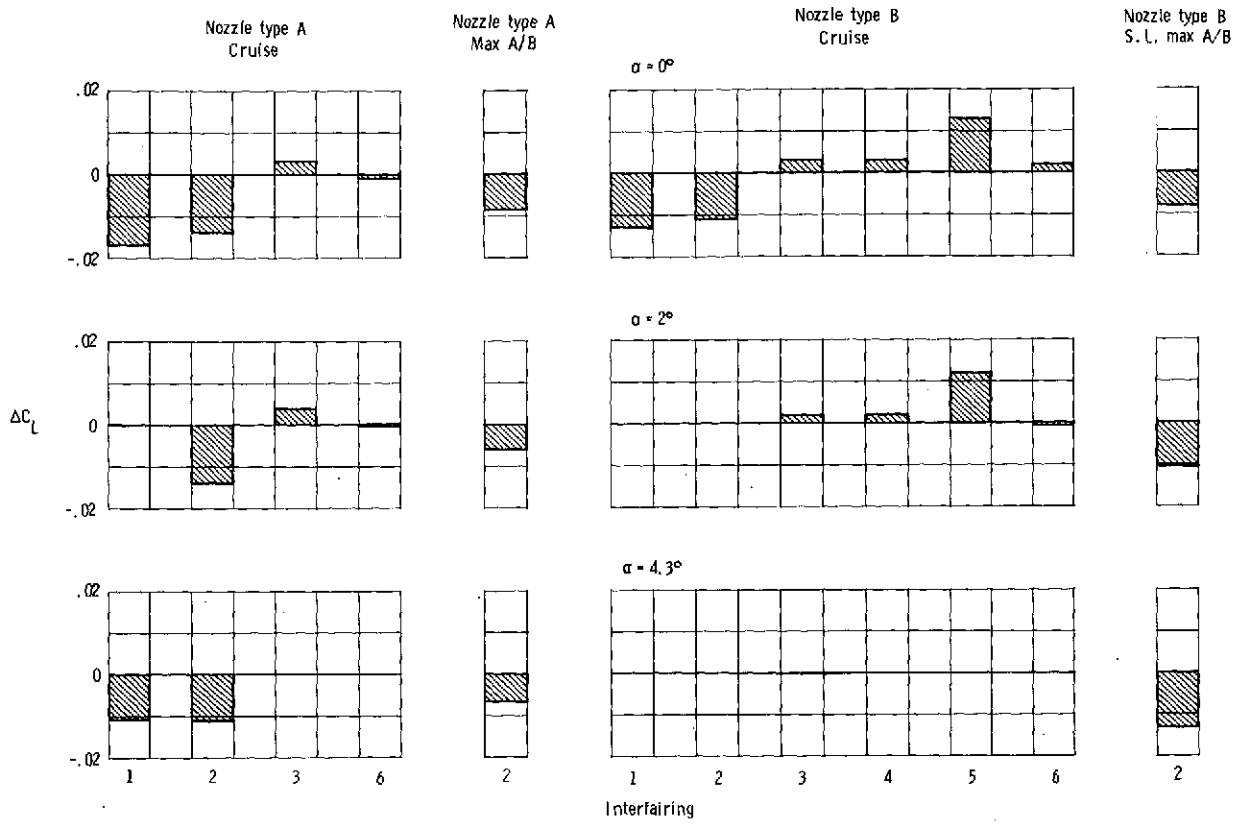 Nozzle type A
Cruise
Nozzle type A
Max A/B
Nozzle type B
Cruise
Nozzle type B
S.L. max A/B
α = 0°
.02
0
-.02
α = 2°
.02
ΔC_L
0
-.02
α = 4.3°
.02
0
-.02
1 2 3 6 2 1 2 3 4 5 6 2
Interfairing